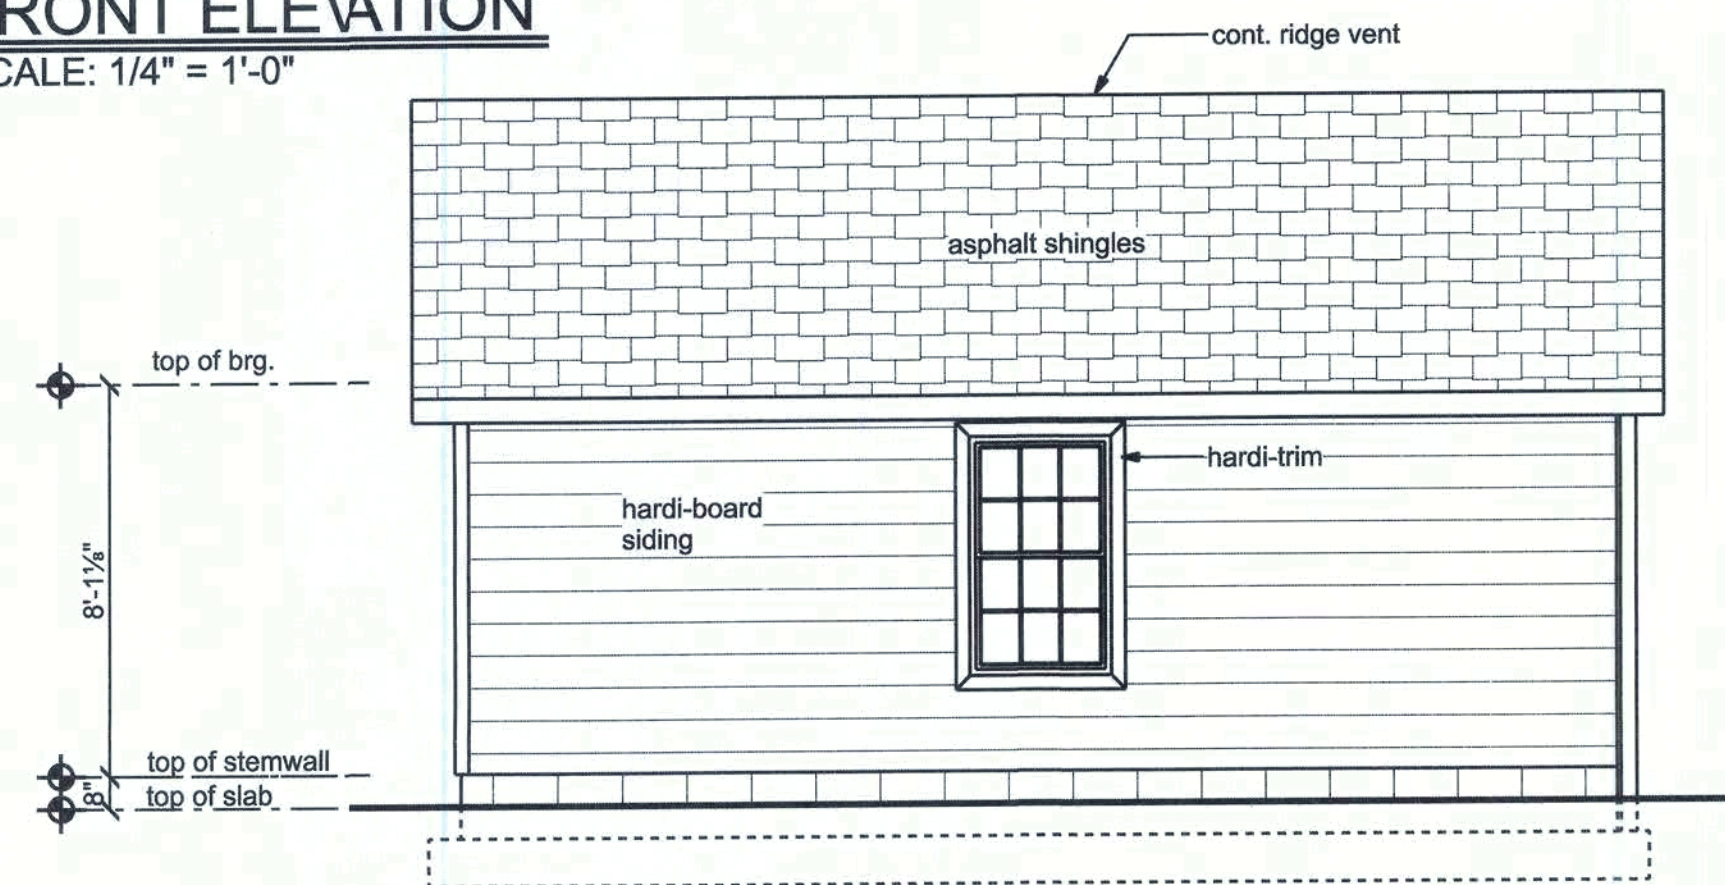 RONT ELEVATION
CALE: 1/4" = 1'-0"
cont. ridge vent
asphalt shingles
top of brg.
hardi-trim
hardi-board
siding
8'-1⅛"
top of stemwall
8"
top of slab